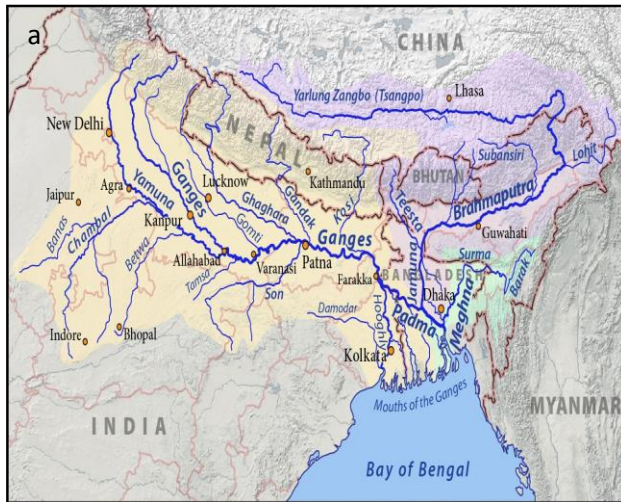 a
CHINA
Lhasa
Yarlung Zangbo (Tsangpo)
New Delhi
NEPAL
Subansiri
Lohit
BHUTAN
Teesta
Brahmaputra
Kathmandu
Jaipur
Agra
Yamuna
Ganges
Lucknow
Ghaghara
Gandak
Kosi
Banas
Chambal
Kanpur
Gomti
Guwahati
Betwa
Allahabad
Varanasi
Patna
Ganges
Jamuna
Surma
Tamsa
Son
Farakka
BANGLADESH
Barak
Dhaka
Meghna
Damodar
Hooghly
Padma
Indore
Bhopal
Kolkata
Mouths of the Ganges
INDIA
MYANMAR
Bay of Bengal